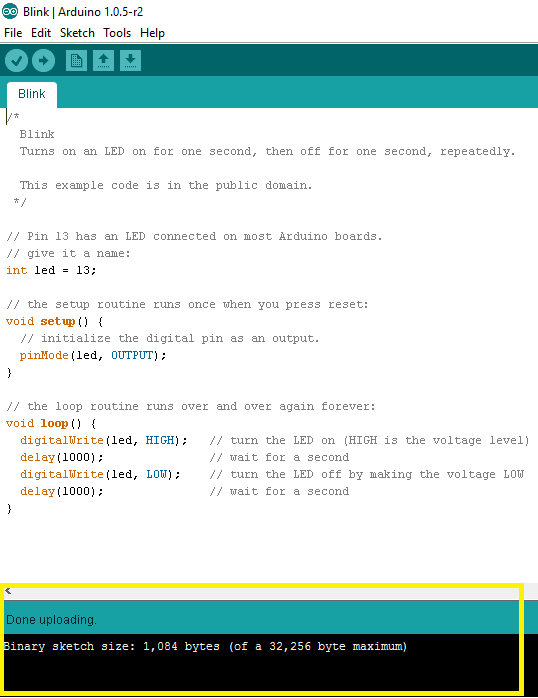 Blink | Arduino 1.0.5-r2
File Edit Sketch Tools Help
Blink
/*
  Blink
  Turns on an LED on for one second, then off for one second, repeatedly.

  This example code is in the public domain.
 */

// Pin 13 has an LED connected on most Arduino boards.
// give it a name:
int led = 13;

// the setup routine runs once when you press reset:
void setup() {
  // initialize the digital pin as an output.
  pinMode(led, OUTPUT);
}

// the loop routine runs over and over again forever:
void loop() {
  digitalWrite(led, HIGH);   // turn the LED on (HIGH is the voltage level)
  delay(1000);               // wait for a second
  digitalWrite(led, LOW);    // turn the LED off by making the voltage LOW
  delay(1000);               // wait for a second
}
Done uploading.
Binary sketch size: 1,084 bytes (of a 32,256 byte maximum)